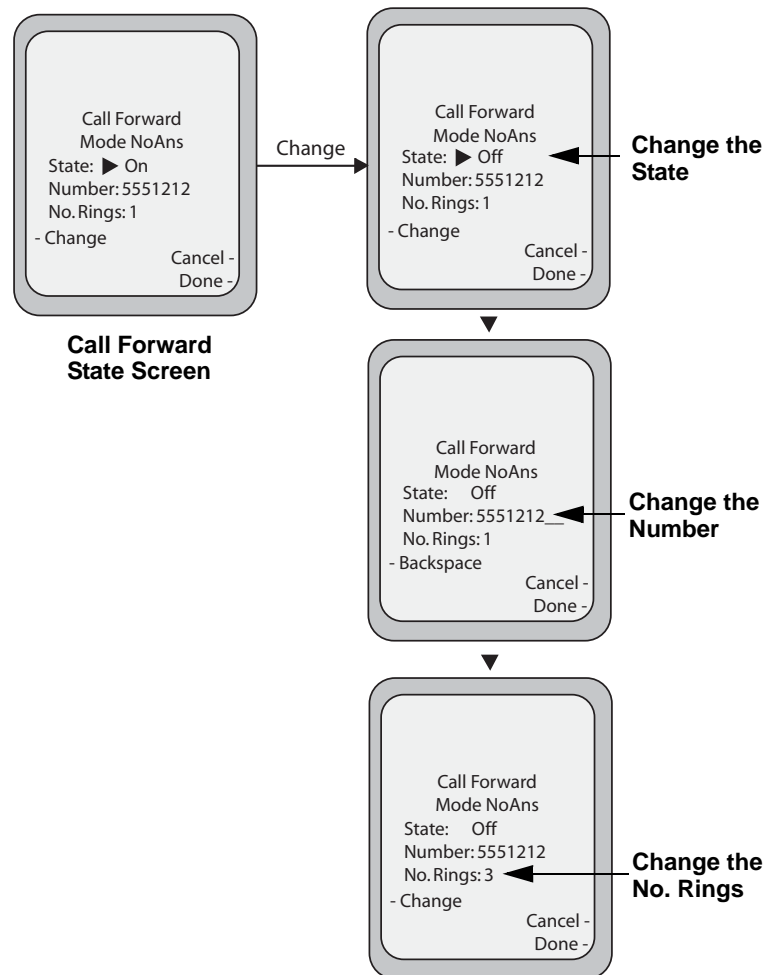 Call Forward
Mode NoAns
State: ▶ On
Number: 5551212
No. Rings: 1
- Change
Cancel -
Done -
Call Forward
State Screen
Change
Call Forward
Mode NoAns
State: ▶ Off
Number: 5551212
No. Rings: 1
- Change
Cancel -
Done -
Change the
State
Call Forward
Mode NoAns
State: Off
Number: 5551212__
No. Rings: 1
- Backspace
Cancel -
Done -
Change the
Number
Call Forward
Mode NoAns
State: Off
Number: 5551212
No. Rings: 3
- Change
Cancel -
Done -
Change the
No. Rings